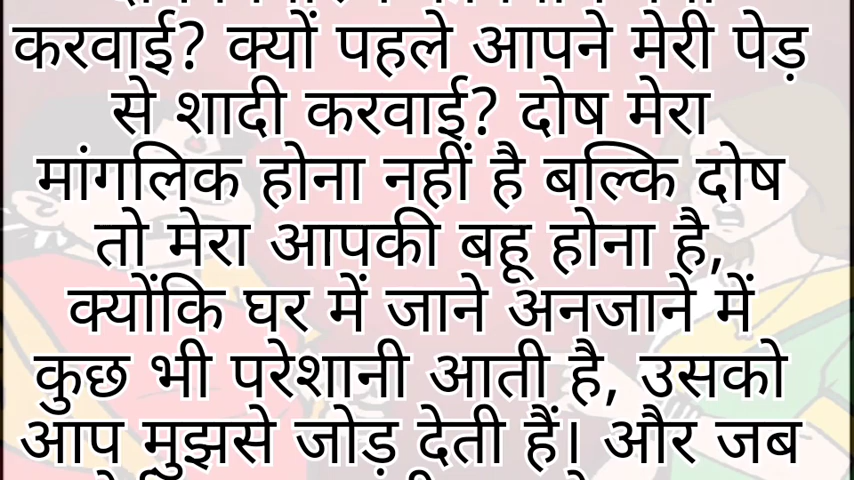 करवाई? क्यों पहले आपने मेरी पेड़
से शादी करवाई? दोष मेरा
मांगलिक होना नहीं है बल्कि दोष
तो मेरा आपकी बहू होना है,
क्योंकि घर में जाने अनजाने में
कुछ भी परेशानी आती है, उसको
आप मुझसे जोड़ देती हैं। और जब